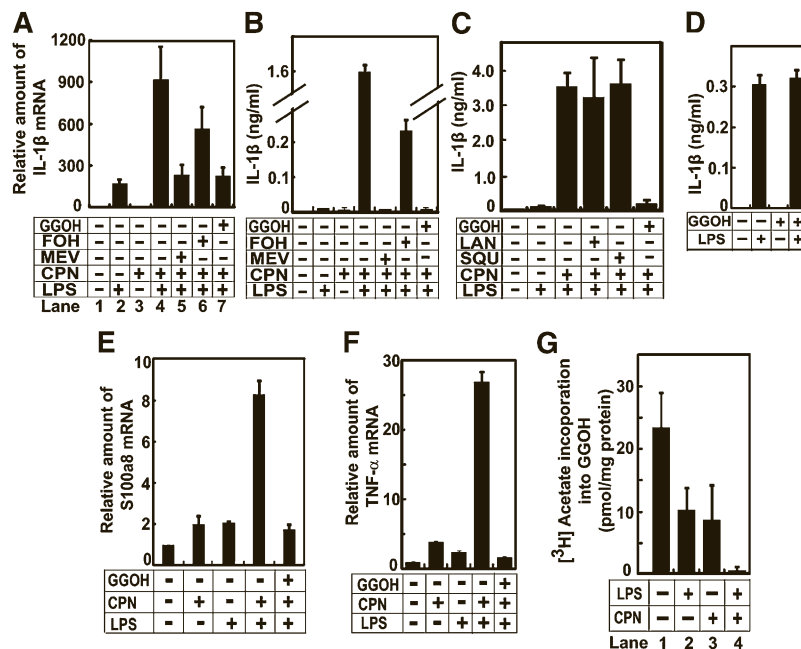 A
Relative amount of
IL-1β mRNA
1200
900
600
300
0
GGOH – – – – – – +
FOH – – – – – + –
MEV – – – – + – –
CPN – – + + + + +
LPS – + – + + + +
Lane 1 2 3 4 5 6 7
B
IL-1β (ng/ml)
1.6
0.2
0.1
0
GGOH – – – – – – +
FOH – – – – – + –
MEV – – – – + – –
CPN – – + + + + +
LPS – + – + + + +
C
IL-1β (ng/ml)
4.0
3.0
2.0
1.0
0
GGOH – – – – – +
LAN – – – + – –
SQU – – – – + –
CPN – – + + + +
LPS – + + + + +
D
IL-1β (ng/ml)
0.3
0.2
0.1
0
GGOH – – + +
LPS – + – +
E
Relative amount of
S100a8 mRNA
10
8
6
4
2
0
GGOH - - - - +
CPN - + - + +
LPS - - + + +
F
Relative amount of
TNF-α mRNA
30
20
10
0
GGOH - - - - +
CPN - + - + +
LPS - - + + +
G
[3H] Acetate incoporation
into GGOH
(pmol/mg protein)
30
20
10
0
LPS – + – +
CPN – – + +
Lane 1 2 3 4